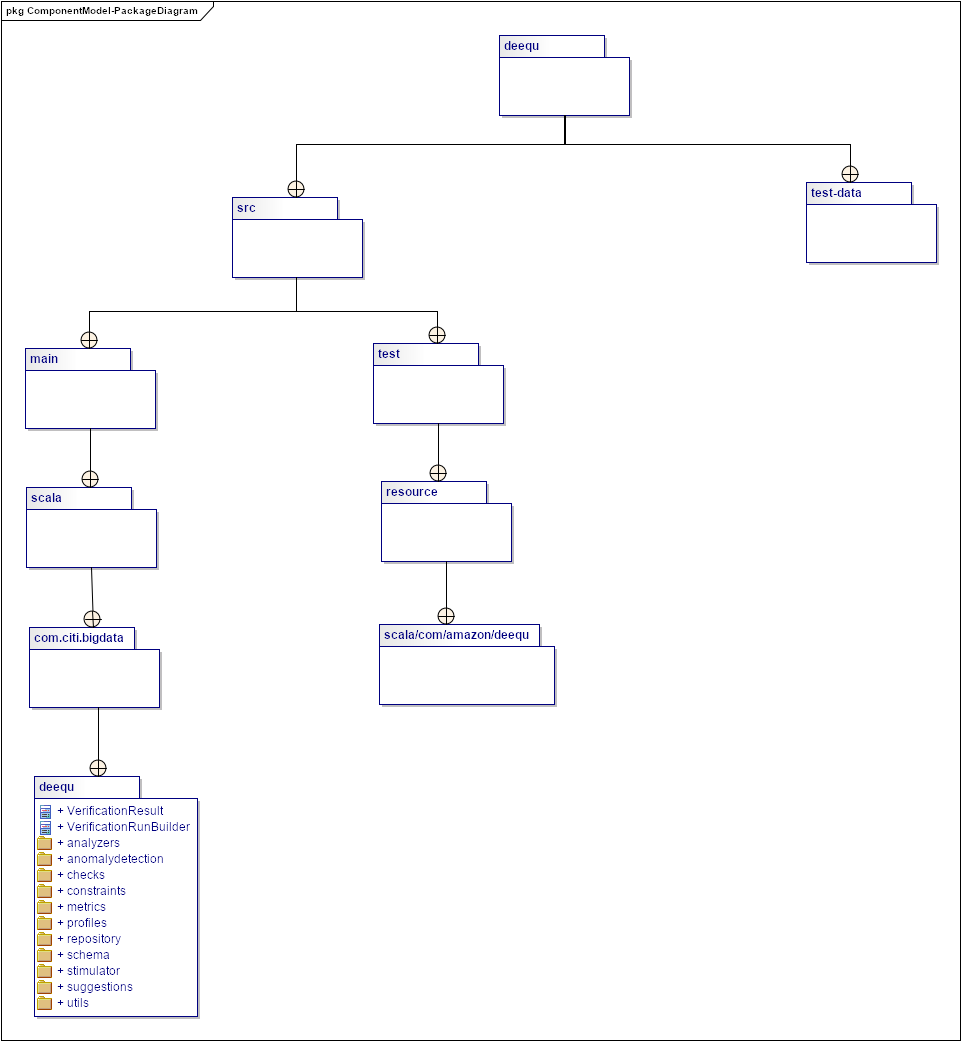 pkg ComponentModel-PackageDiagram
deequ
src
test-data
main
test
scala
resource
com.citi.bigdata
scala/com/amazon/deequ
deequ
+ VerificationResult
+ VerificationRunBuilder
+ analyzers
+ anomalydetection
+ checks
+ constraints
+ metrics
+ profiles
+ repository
+ schema
+ stimulator
+ suggestions
+ utils